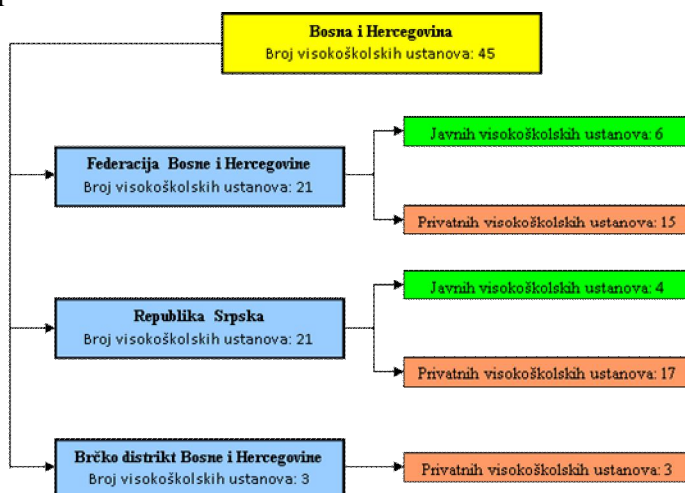 Bosna i Hercegovina
Broj visokoškolskih ustanova: 45
Javnih visokoškolskih ustanova: 6
Federacija Bosne i Hercegovine
Broj visokoškolskih ustanova: 21
Privatnih visokoškolskih ustanova: 15
Javnih visokoškolskih ustanova: 4
Republika Srpska
Broj visokoškolskih ustanova: 21
Privatnih visokoškolskih ustanova: 17
Brčko distrikt Bosne i Hercegovine
Broj visokoškolskih ustanova: 3
Privatnih visokoškolskih ustanova: 3